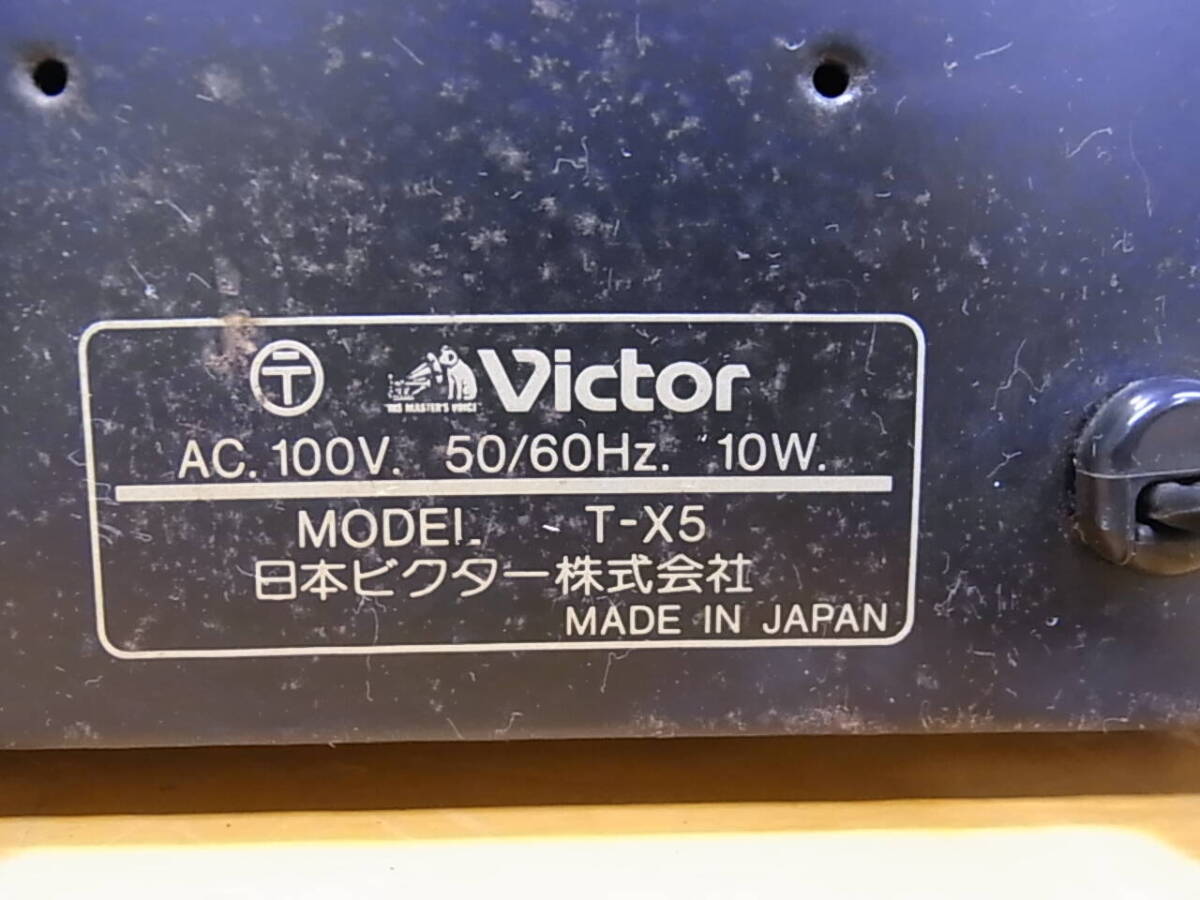 〒 HIS MASTER'S VOICE Victor
AC. 100V. 50/60Hz. 10W.
MODEL T-X5
日本ビクター株式会社
MADE IN JAPAN